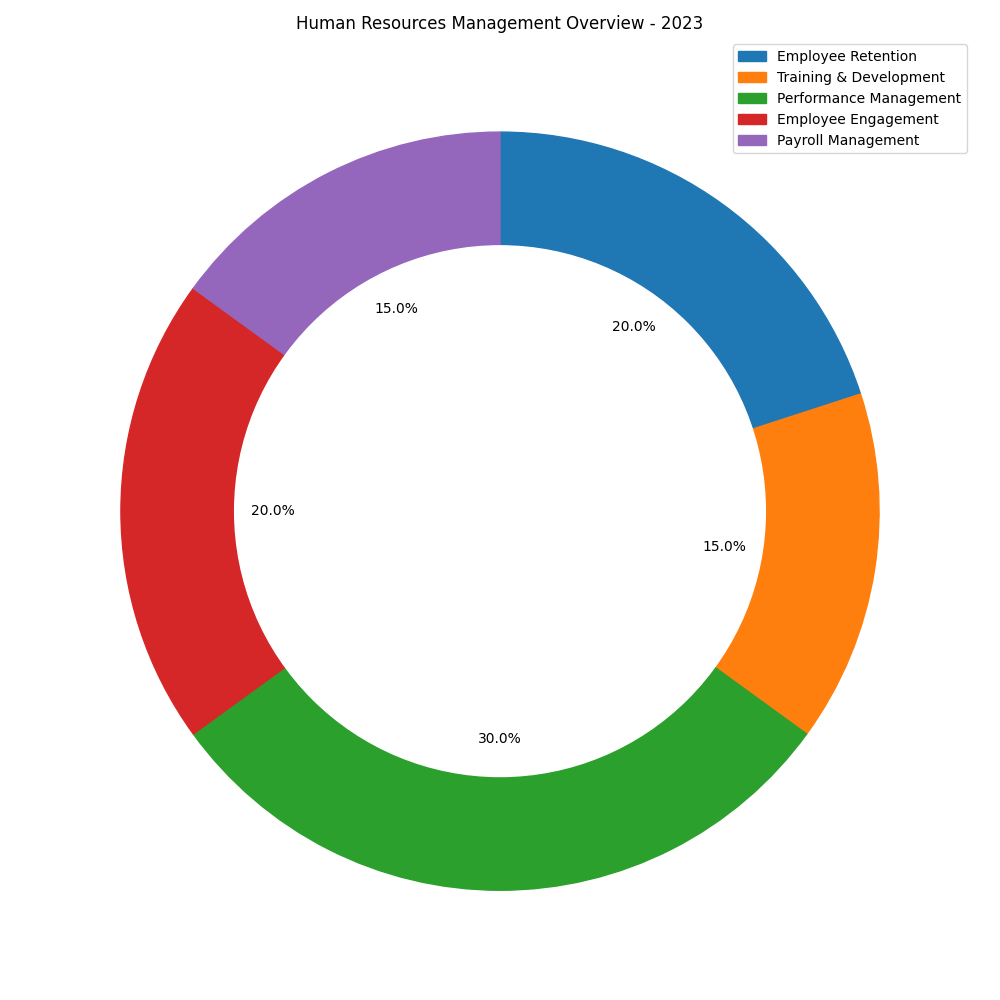 Human Resources Management Overview - 2023
Employee Retention
Training & Development
Performance Management
Employee Engagement
Payroll Management
15.0%
20.0%
20.0%
15.0%
30.0%